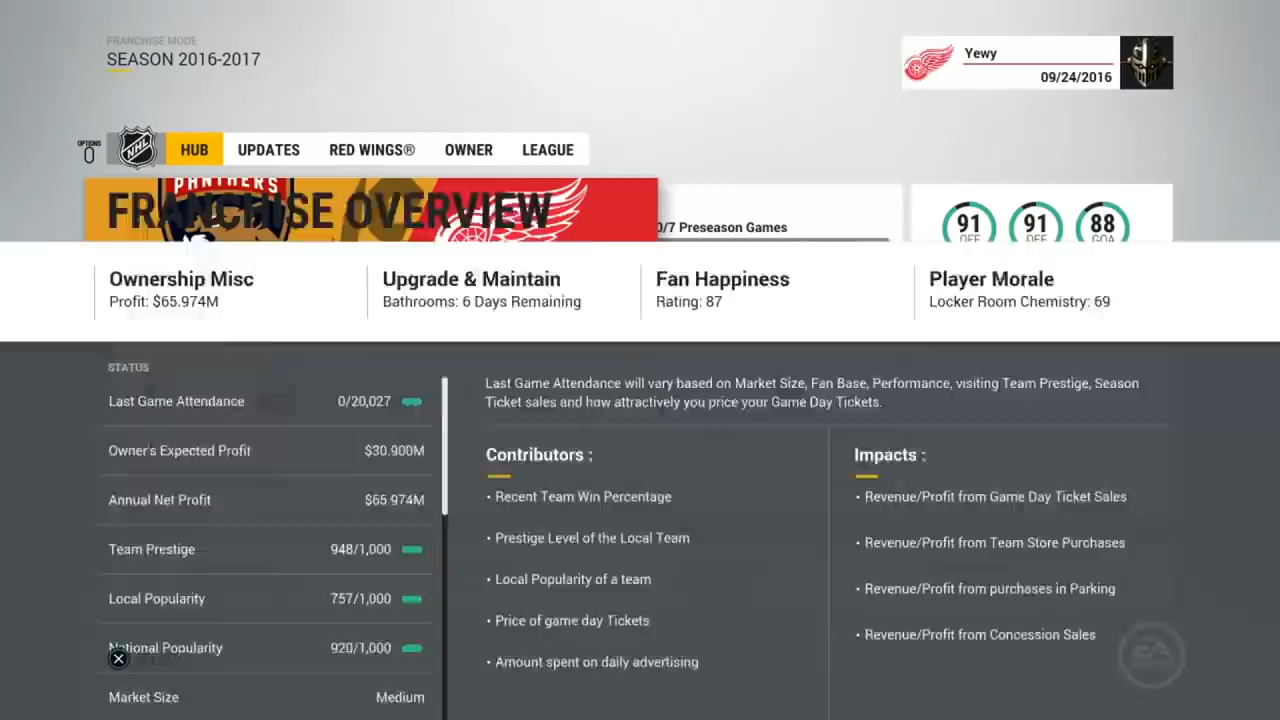 FRANCHISE MODE
SEASON 2016-2017
Yewy
09/24/2016
OPTIONS
0
NHL
HUB
UPDATES
RED WINGS®
OWNER
LEAGUE
PANTHERS
FRANCHISE OVERVIEW
0/7 Preseason Games
91
OFF
91
DEF
88
GOA
Ownership Misc
Profit: $65.974M
Upgrade & Maintain
Bathrooms: 6 Days Remaining
Fan Happiness
Rating: 87
Player Morale
Locker Room Chemistry: 69
STATUS
Last Game Attendance 0/20,027
Owner's Expected Profit $30.900M
Annual Net Profit $65.974M
Team Prestige 948/1,000
Local Popularity 757/1,000
National Popularity 920/1,000
Market Size Medium
Last Game Attendance will vary based on Market Size, Fan Base, Performance, visiting Team Prestige, Season
Ticket sales and how attractively you price your Game Day Tickets.
Contributors :
• Recent Team Win Percentage
• Prestige Level of the Local Team
• Local Popularity of a team
• Price of game day Tickets
• Amount spent on daily advertising
Impacts :
• Revenue/Profit from Game Day Ticket Sales
• Revenue/Profit from Team Store Purchases
• Revenue/Profit from purchases in Parking
• Revenue/Profit from Concession Sales
EA